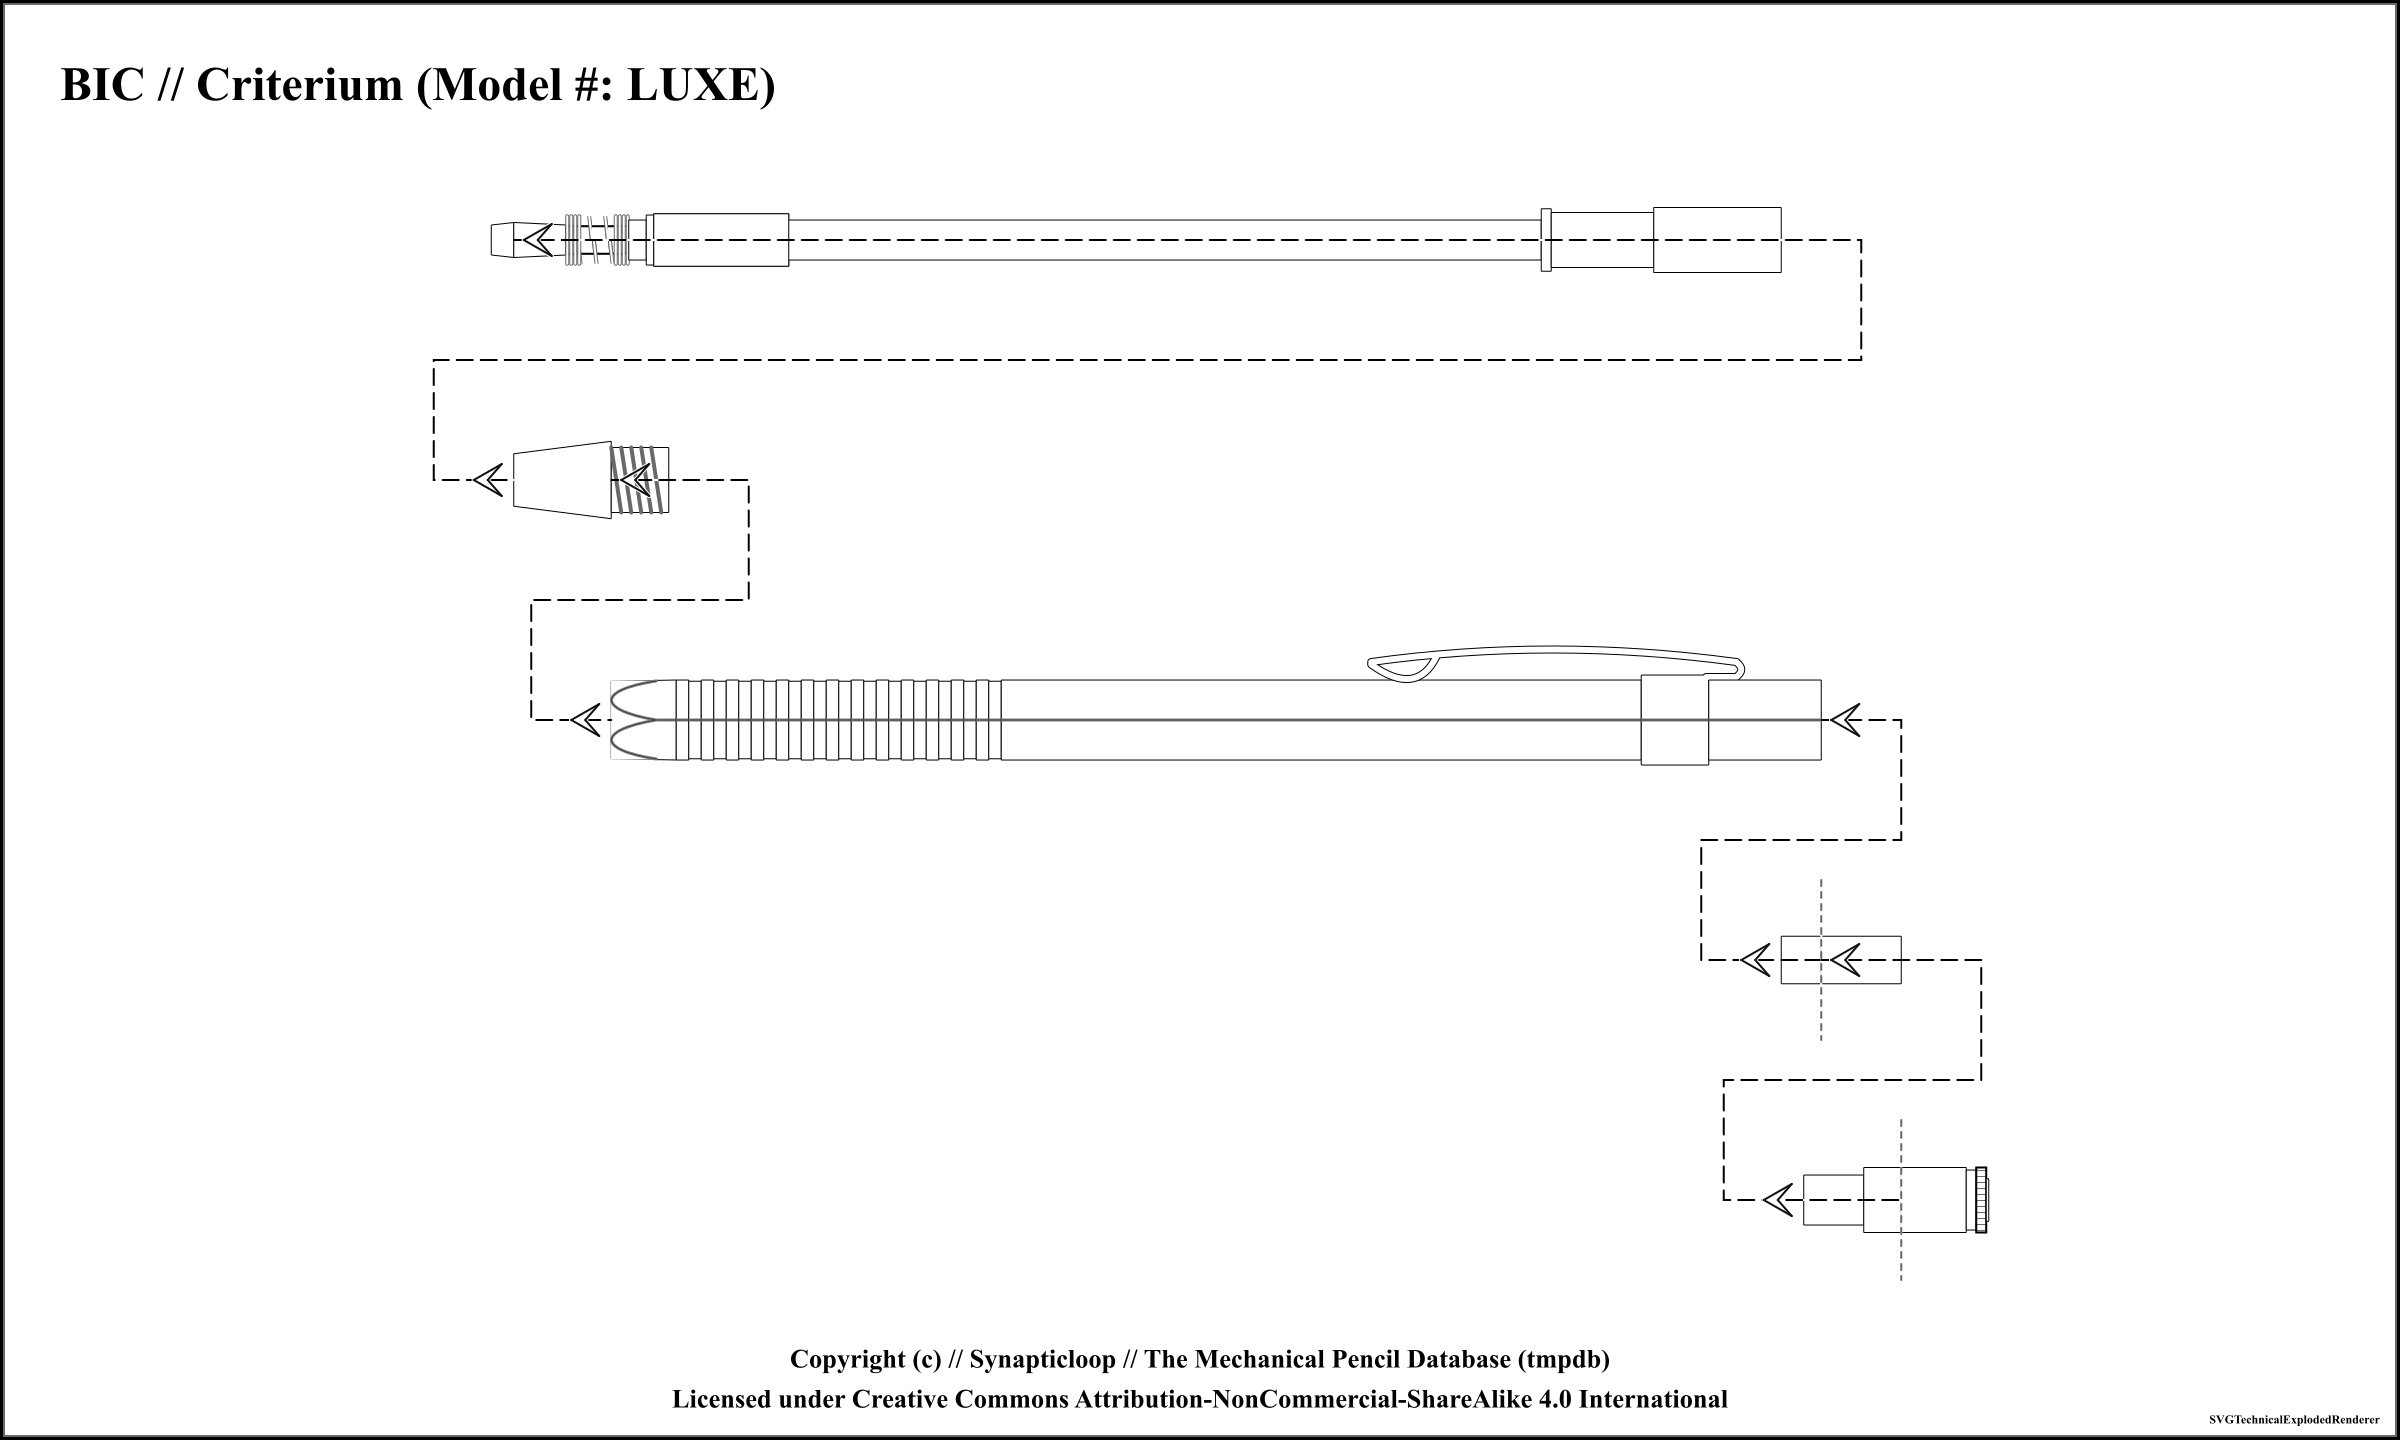 BIC // Criterium (Model #: LUXE)
Copyright (c) // Synapticloop // The Mechanical Pencil Database (tmpdb)
Licensed under Creative Commons Attribution-NonCommercial-ShareAlike 4.0 International
SVGTechnicalExplodedRenderer